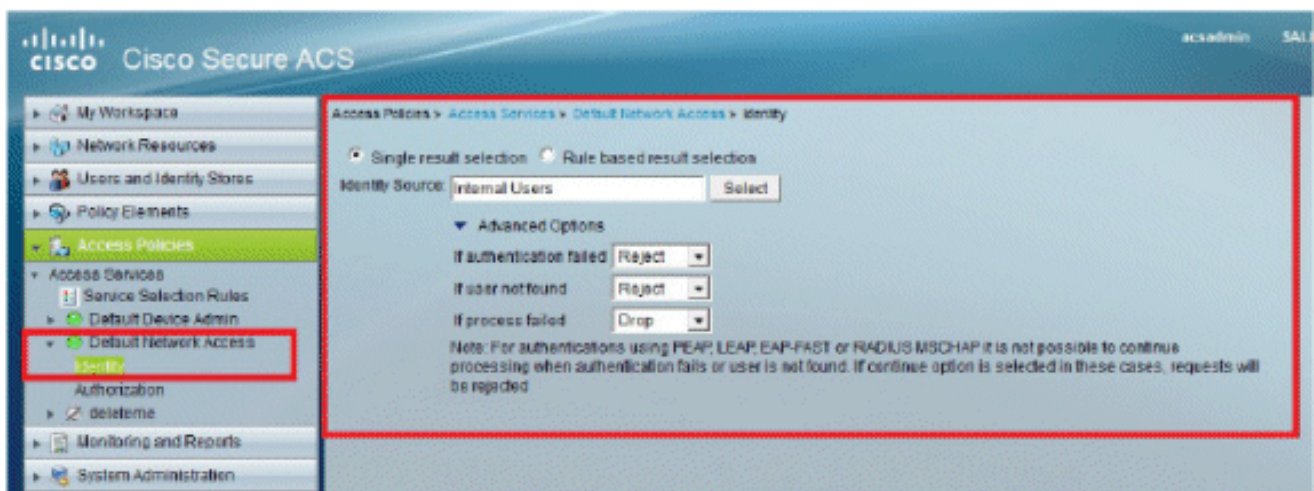 CISCO Cisco Secure ACS
acsadmin
My Workspace
Network Resources
Users and Identity Stores
Policy Elements
Access Policies
Access Services
Service Selection Rules
Default Device Admin
Default Network Access
Identity
Authorization
deleteme
Monitoring and Reports
System Administration
Access Policies > Access Services > Default Network Access > Identity
Single result selection Rule based result selection
Identity Source: Internal Users Select
Advanced Options
If authentication failed Reject
If user not found Reject
If process failed Drop
Note: For authentications using PEAP, LEAP, EAP-FAST or RADIUS MSCHAP it is not possible to continue
processing when authentication fails or user is not found. If continue option is selected in these cases, requests will
be rejected